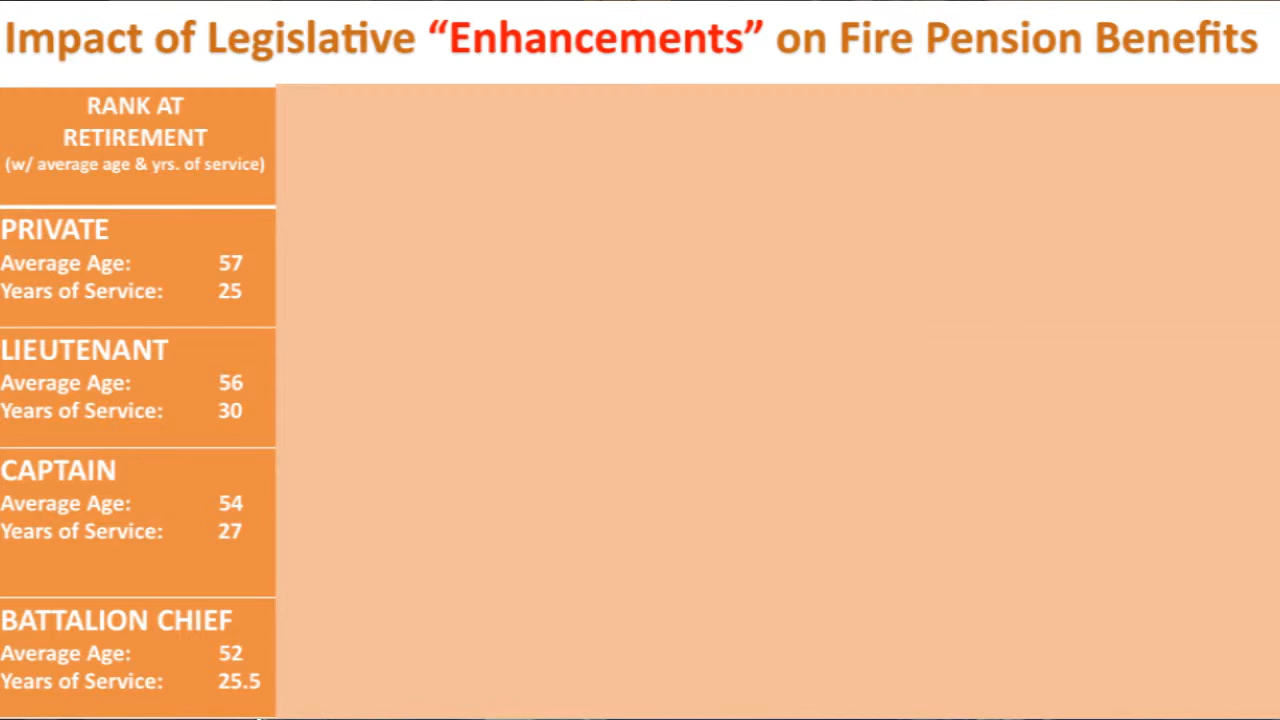 Impact of Legislative “Enhancements” on Fire Pension Benefits
RANK AT
RETIREMENT
(w/ average age & yrs. of service)
PRIVATE
Average Age: 57
Years of Service: 25
LIEUTENANT
Average Age: 56
Years of Service: 30
CAPTAIN
Average Age: 54
Years of Service: 27
BATTALION CHIEF
Average Age: 52
Years of Service: 25.5